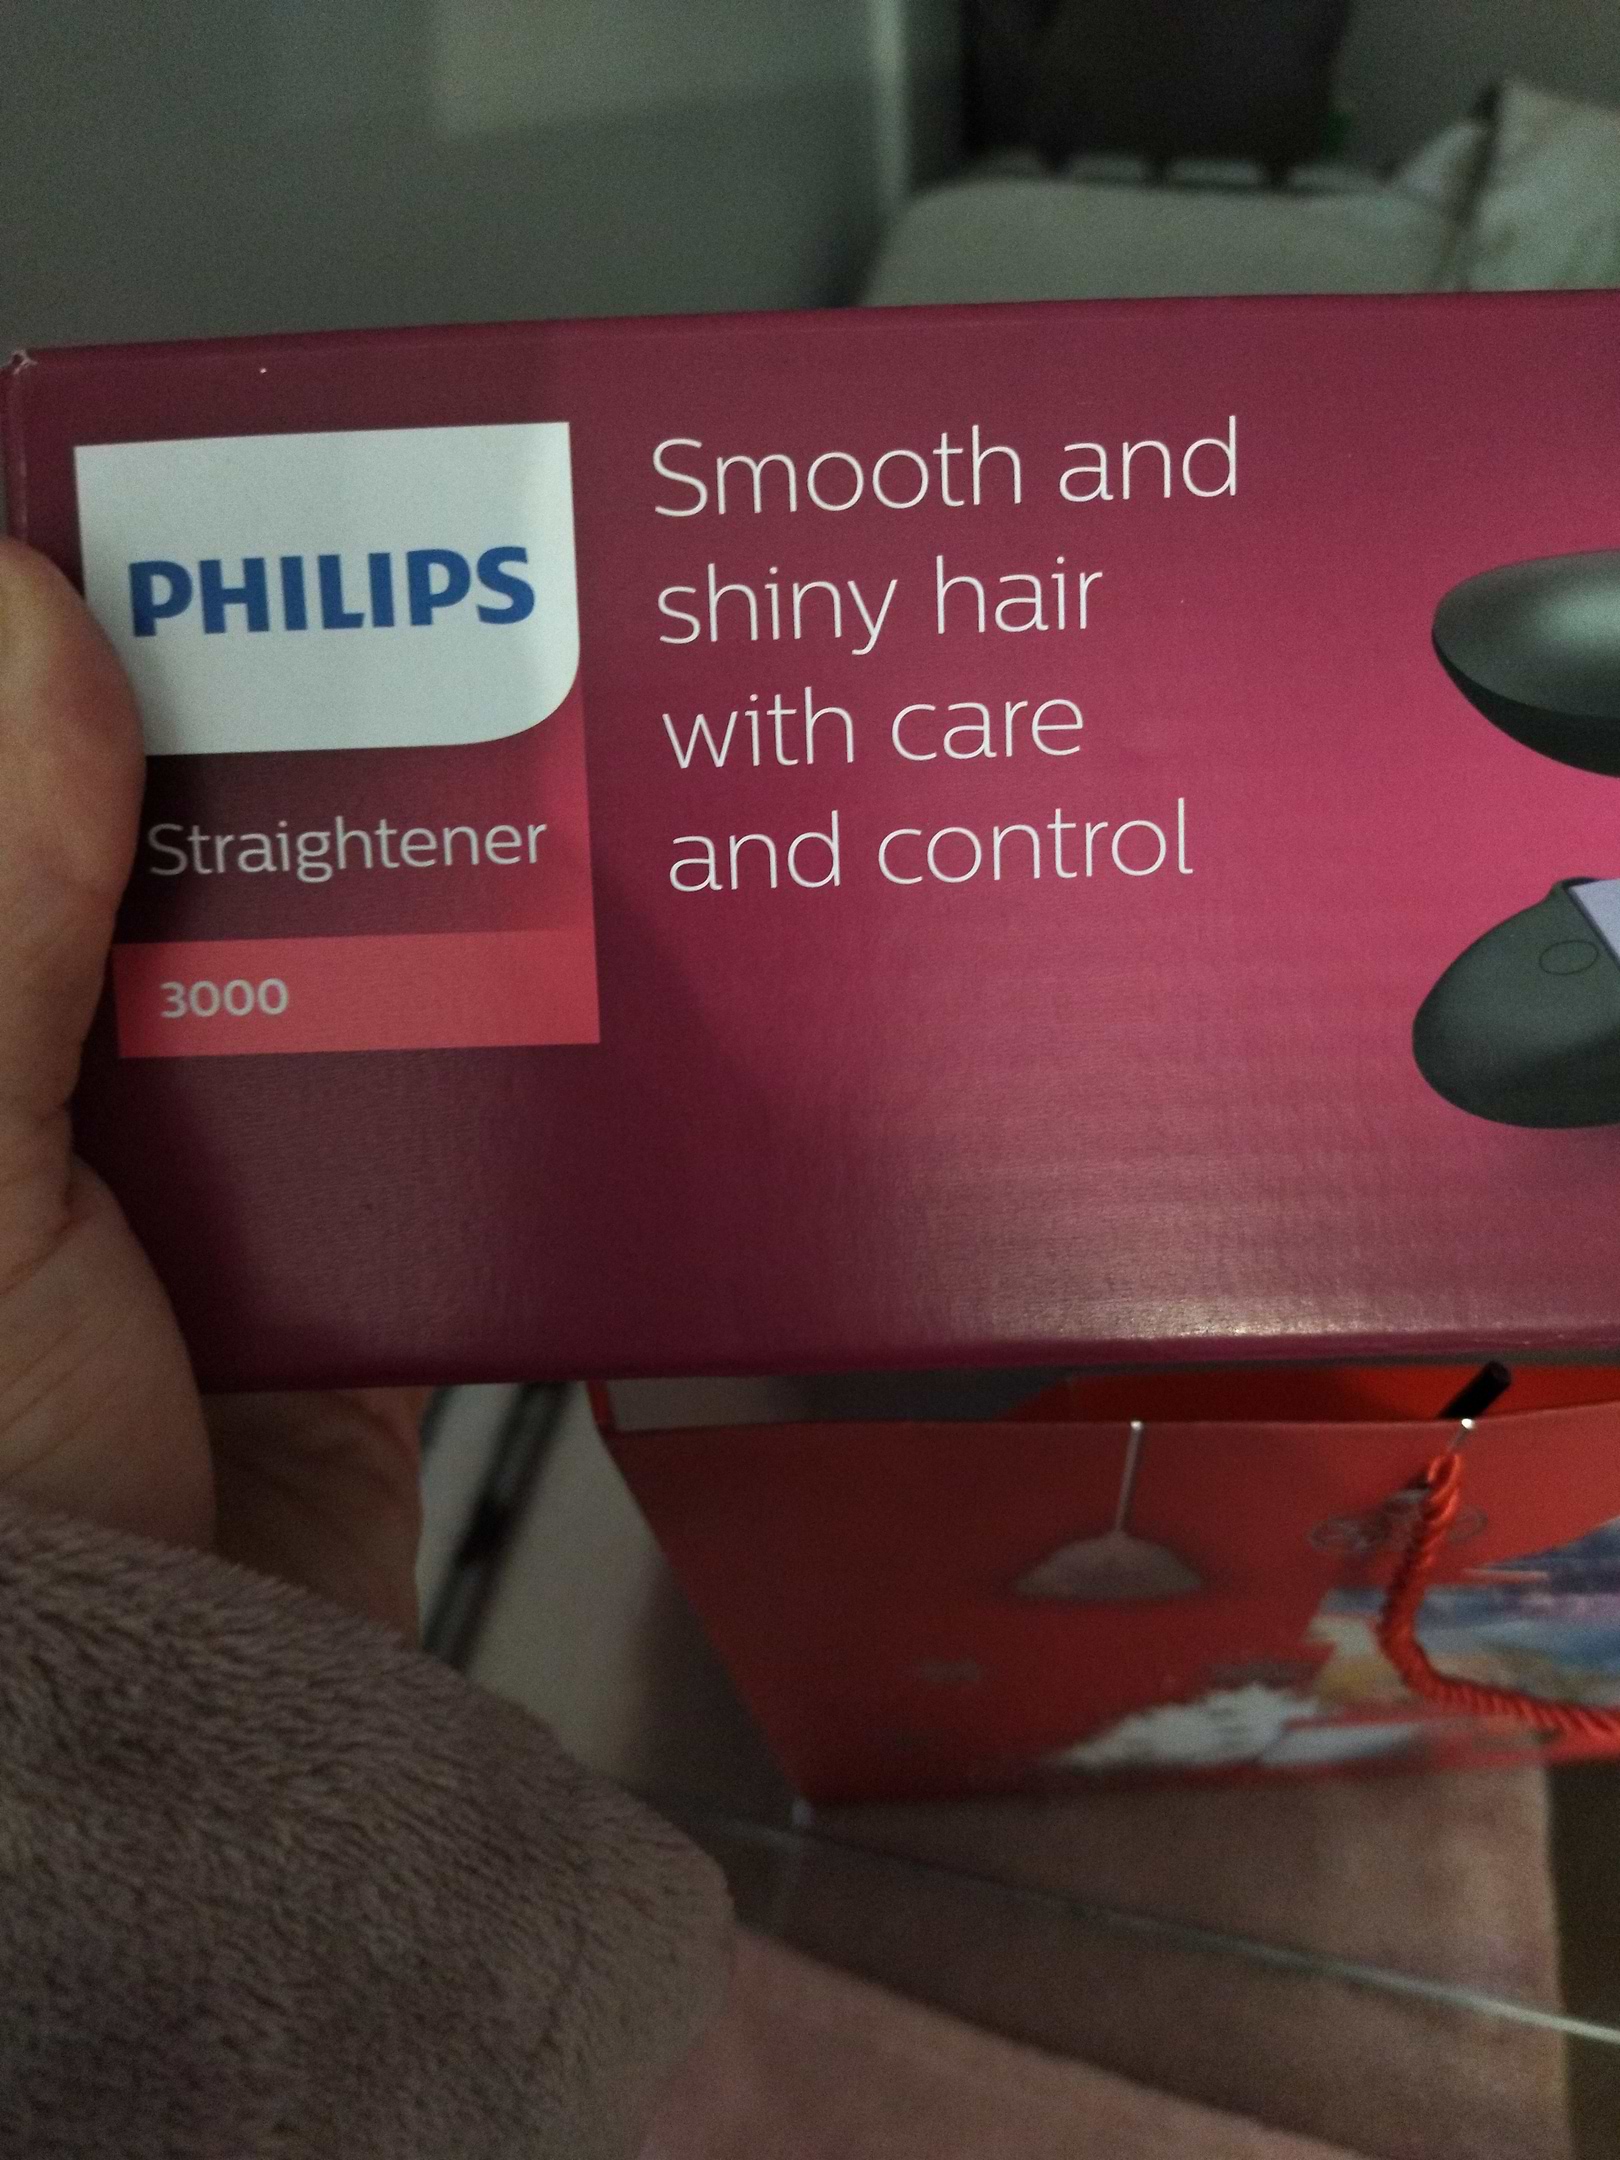 PHILIPS
Straightener
3000
Smooth and
shiny hair
with care
and control